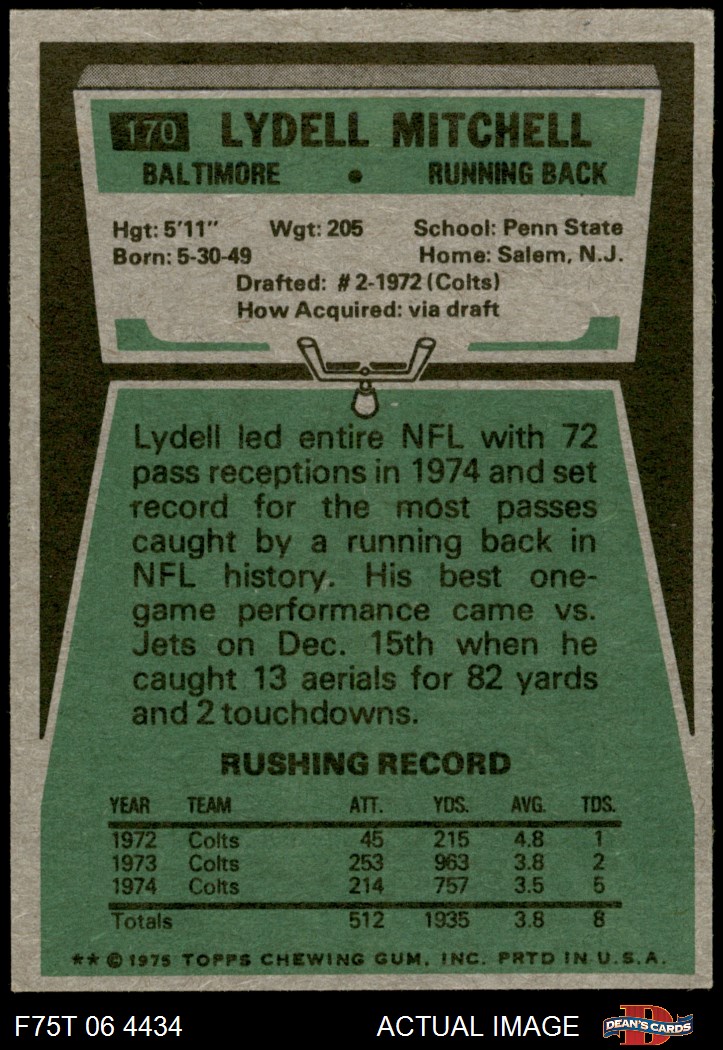 170 LYDELL MITCHELL
BALTIMORE • RUNNING BACK
Hgt: 5'11" Wgt: 205 School: Penn State
Born: 5-30-49 Home: Salem, N.J.
Drafted: #2-1972 (Colts)
How Acquired: via draft
Lydell led entire NFL with 72
pass receptions in 1974 and set
record for the most passes
caught by a running back in
NFL history. His best one-
game performance came vs.
Jets on Dec. 15th when he
caught 13 aerials for 82 yards
and 2 touchdowns.
RUSHING RECORD
YEAR TEAM ATT. YDS. AVG. TDS.
1972 Colts 45 215 4.8 1
1973 Colts 253 963 3.8 2
1974 Colts 214 757 3.5 5
Totals 512 1935 3.8 8
** © 1975 TOPPS CHEWING GUM, INC. PRTD IN U.S.A.
F75T 06 4434 ACTUAL IMAGE D DEAN'S CARDS